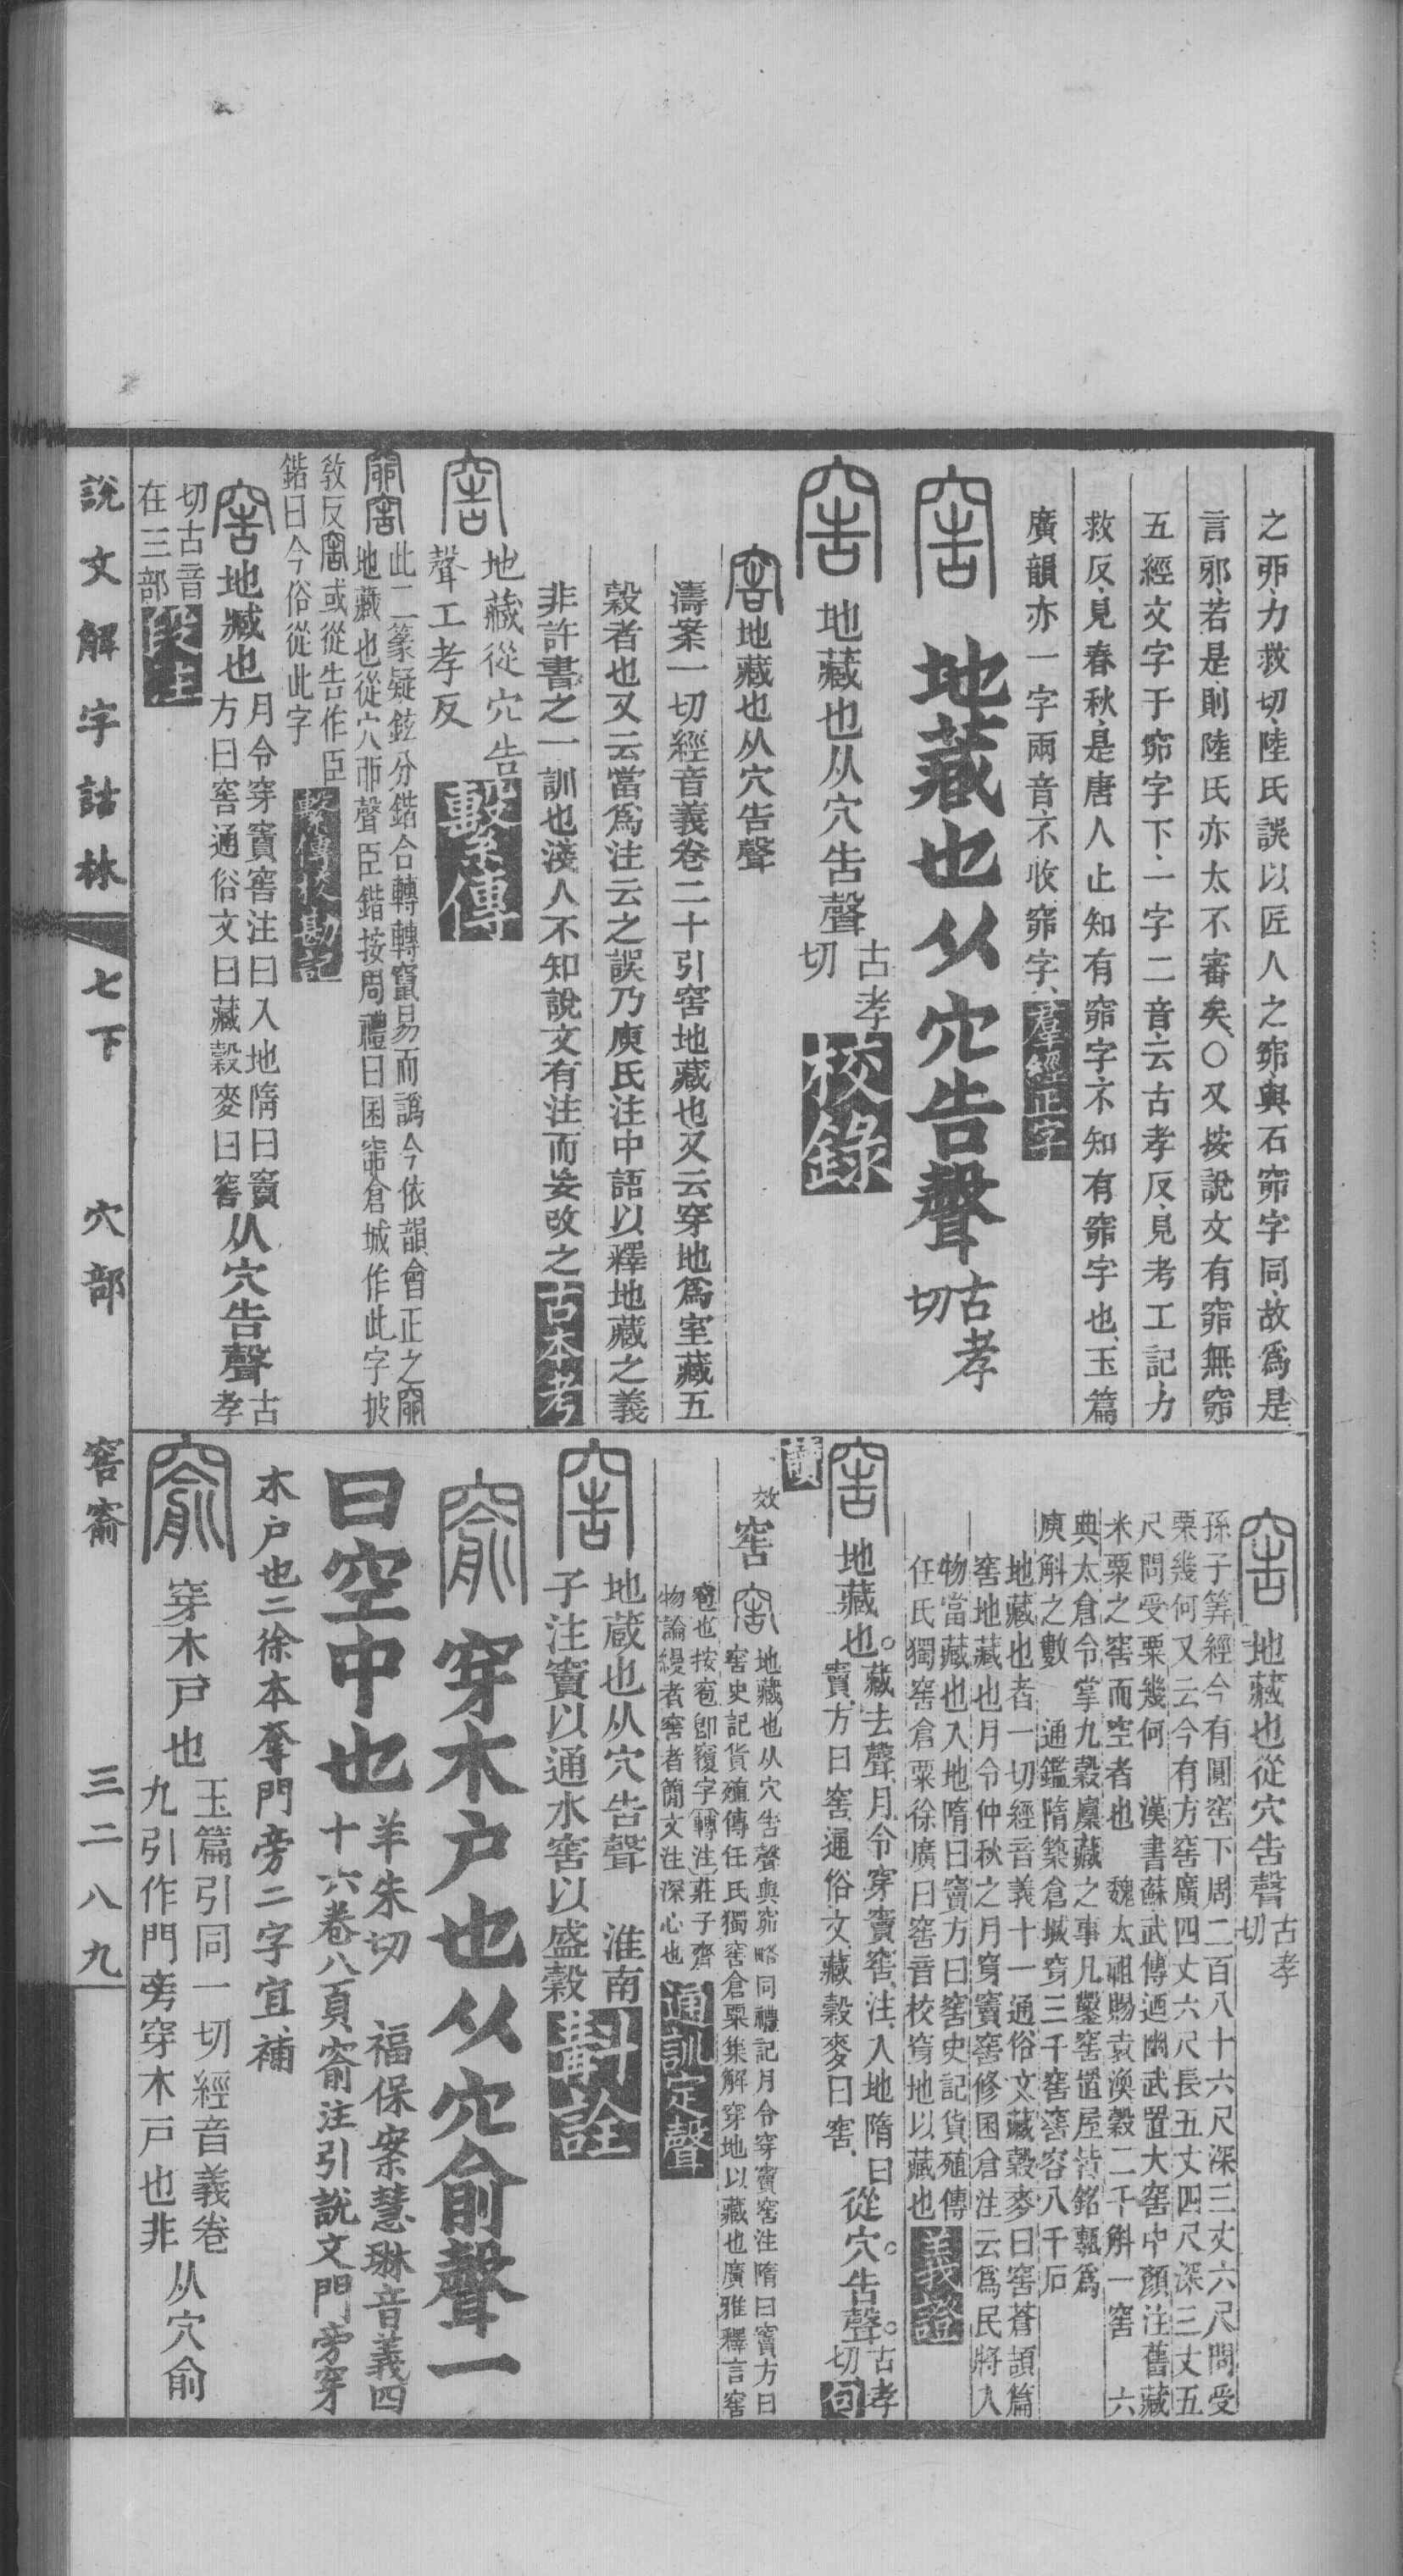 之奅、力救切、陸氏誤以匠人之窌、與石窌字同、故爲是
言邪、若是、則陸氏亦太不審矣、〇又按說文有窌無窌
五經文字于窌字下、一字二音、云古孝反、見考工記、力
救反、見春秋、是唐人止知有窌字、不知有窌字也、玉篇、
廣韻亦一字兩音、不收窌字、羣經正字
窖 地藏也从穴告聲古孝切
窖 地藏也从穴告聲古孝切校錄
窖地藏也从穴告聲
濤案一切經音義卷二十引窖地藏也又云穿地爲室藏五
穀者也又云當爲注云之誤乃庾氏注中語以釋地藏之義
非許書之一訓也淺人不知說文有注而妄改之古本考
窖 地藏從穴告
聲工孝反繫傳
窌窖此二篆疑鉉分鍇合轉轉竄易而譌今依韻會正之窌
地藏也從穴丣聲臣鍇按周禮曰囷窌倉城作此字披
敎反窖或從告作臣
鍇曰今俗從此字繫傳校勘記
窖地臧也月令穿竇窖注曰入地隋曰竇
方曰窖通俗文曰藏穀麥曰窖从穴告聲古孝
切古音
在三部段注
窖地藏也從穴告聲古孝切
孫子筭經今有圓窖下周二百八十六尺深三丈六尺問受
粟幾何又云今有方窖廣四丈六尺長五丈四尺深三丈五
尺問受粟幾何 漢書蘇武傳迺幽武置大窖中顏注舊藏
米粟之窖而空者也 魏太祖賜袁渙穀二千斛一窖 六
典太倉令掌九穀廩藏之事凡鑿窖置屋皆銘甎爲
庾斛之數 通鑑隋築倉城穿三千窖窖容八千石
地藏也者一切經音義十一通俗文藏穀麥曰窖蒼頡篇
窖地藏也月令仲秋之月穿竇窖修囷倉注云爲民將入
物當藏也入地隋曰竇方曰窖史記貨殖傳
任氏獨窖倉粟徐廣曰窖音校穿地以藏也義證
窖地藏也。藏去聲、月令穿竇窖、注、入地隋曰
竇、方曰窖、通俗文藏穀麥曰窖、從穴。告聲。古孝切句
讀
效窖 窖地藏也从穴告聲與窌略同禮記月令穿竇窖注隋曰竇方曰
窖史記貨殖傳任氏獨窖倉粟集解穿地以藏也廣雅釋言窖
窇也按窇卽覆字轉注莊子齊
物論縵者窖者簡文注深心也通訓定聲
窖地藏也从穴告聲 淮南
子注竇以通水窖以盛穀斠詮
窬 穿木戶也从穴俞聲一
曰空中也羊朱切 福保案慧琳音義四
十六卷八頁、窬注引說文門旁穿
木戶也二徐本奪門旁二字宜補
窬 穿木戶也玉篇引同一切經音義卷
九引作門旁穿木戶也非从穴俞
說文解字詁林 七下 穴部 窖窬 三二八九